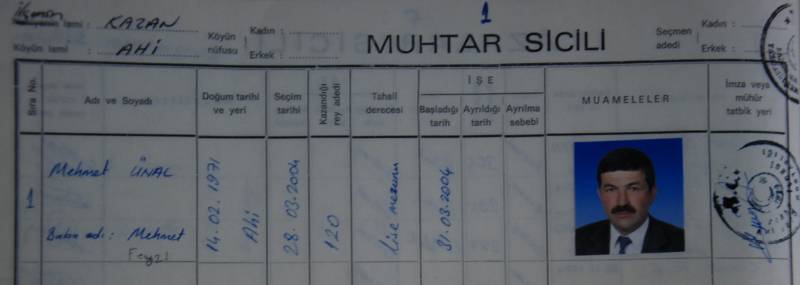 1
İlçenin
ismi : KAZAN
Köyün ismi : AHİ
Köyün nüfusu
Kadın :
Erkek :
MUHTAR SİCİLİ
Seçmen adedi
Kadın :
Erkek :
Sıra No.
Adı ve Soyadı
Doğum tarihi ve yeri
Seçim tarihi
Kazandığı rey adedi
Tahsil derecesi
İŞE
Başladığı tarih
Ayrıldığı tarih
Ayrılma sebebi
MUAMELELER
İmza veya mühür tatbik yeri
1
Mehmet ÜNAL
Baba adı : Mehmet
Feyzi
14.02.1971
Ahi
28.03.2004
120
Lise mezunu
31.03.2004